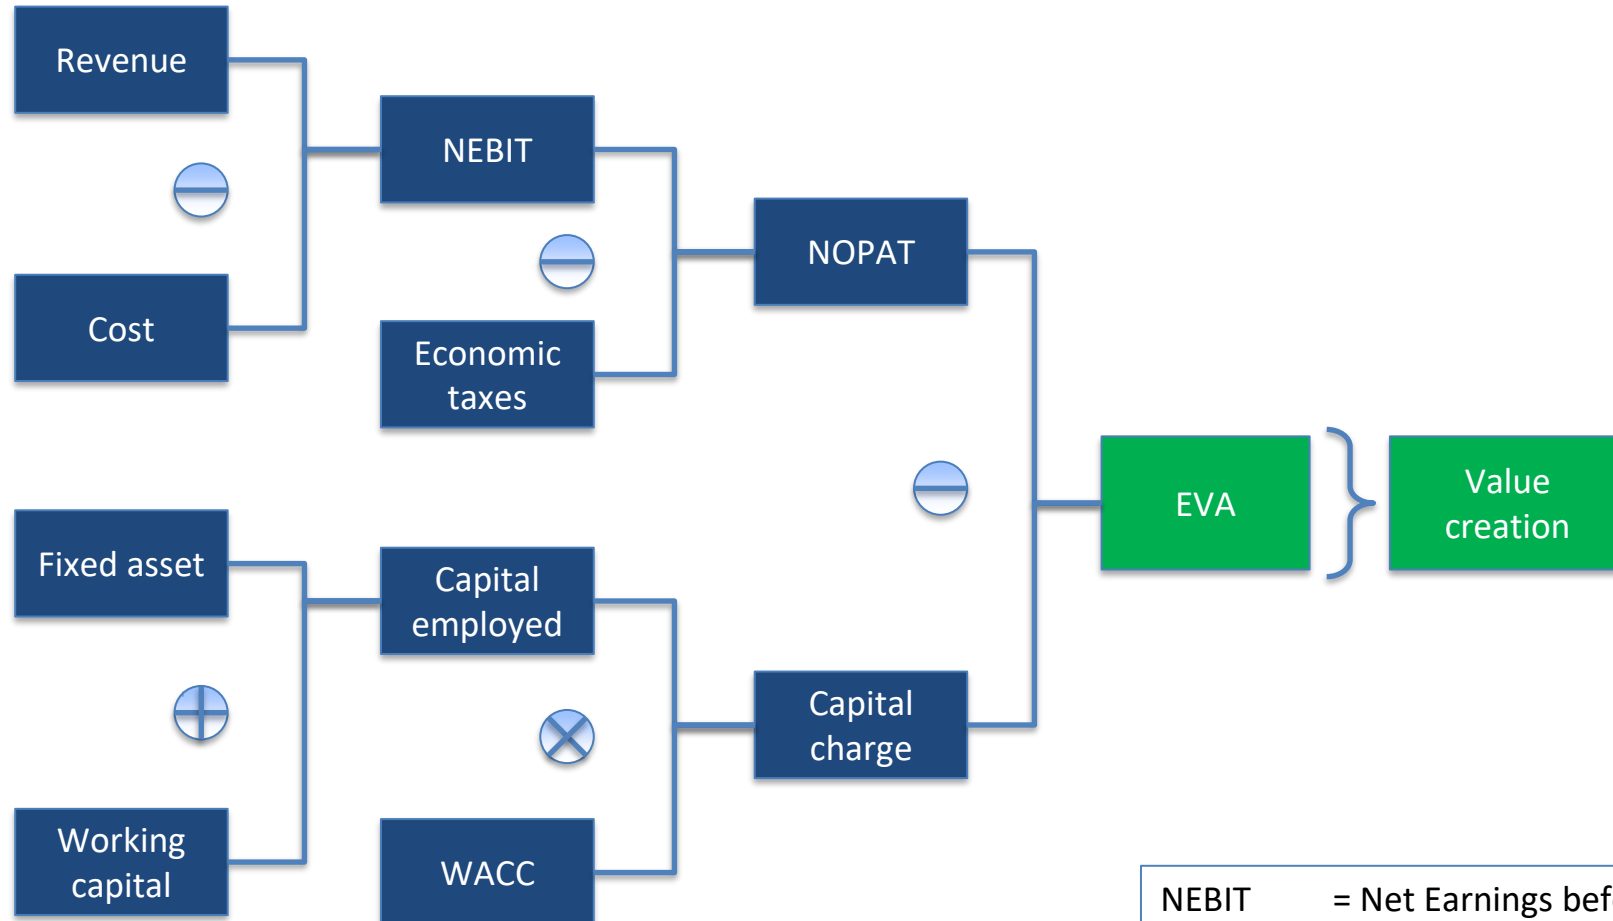 Revenue
NEBIT
NOPAT
Cost
Economic
taxes
EVA
Value
creation
Fixed asset
Capital
employed
Capital
charge
Working
capital
WACC
NEBIT = Net Earnings